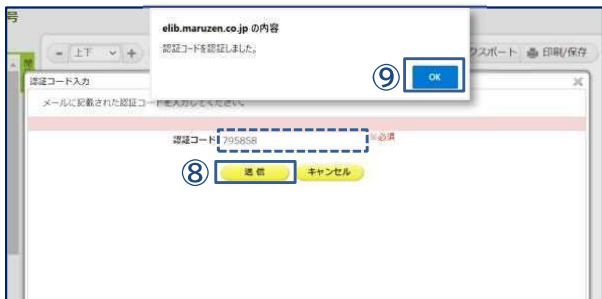 号
elib.maruzen.co.jp の内容
認証コードを認証しました。
⑨ OK
- 上下 +
クスポート 印刷/保存
認証コード入力
メールに記載された認証コードを入力してください。
認証コード 795858 ※必須
⑧ 送信 キャンセル